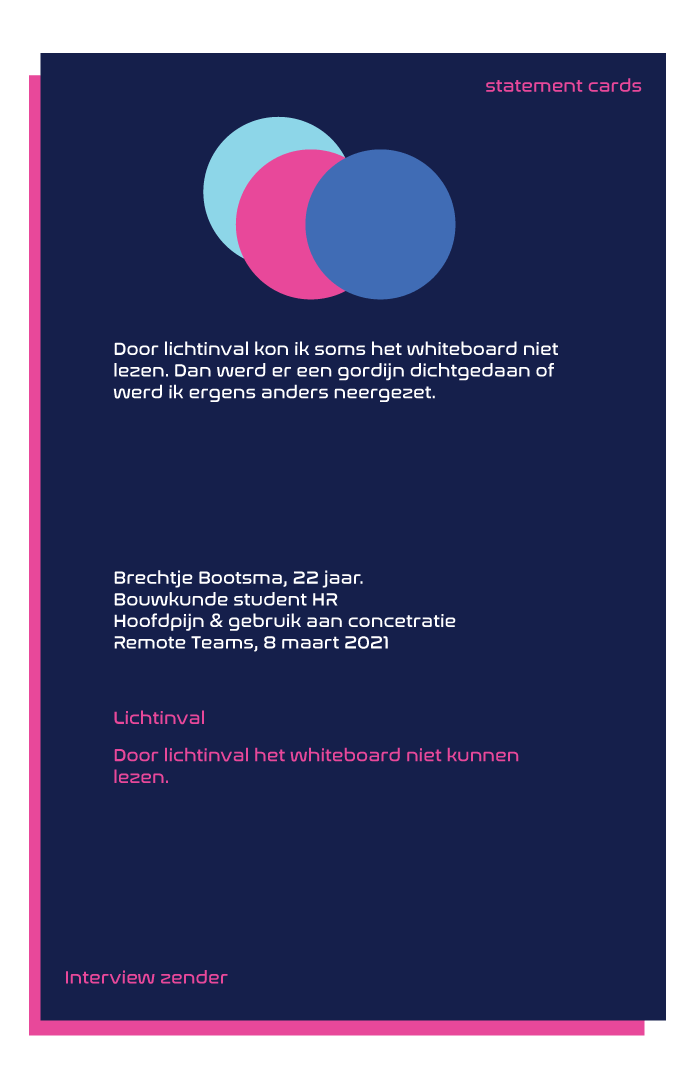 statement cards
Door lichtinval kon ik soms het whiteboard niet
lezen. Dan werd er een gordijn dichtgedaan of
werd ik ergens anders neergezet.
Brechtje Bootsma, 22 jaar.
Bouwkunde student HR
Hoofdpijn & gebruik aan concetratie
Remote Teams, 8 maart 2021
Lichtinval
Door lichtinval het whiteboard niet kunnen
lezen.
Interview zender